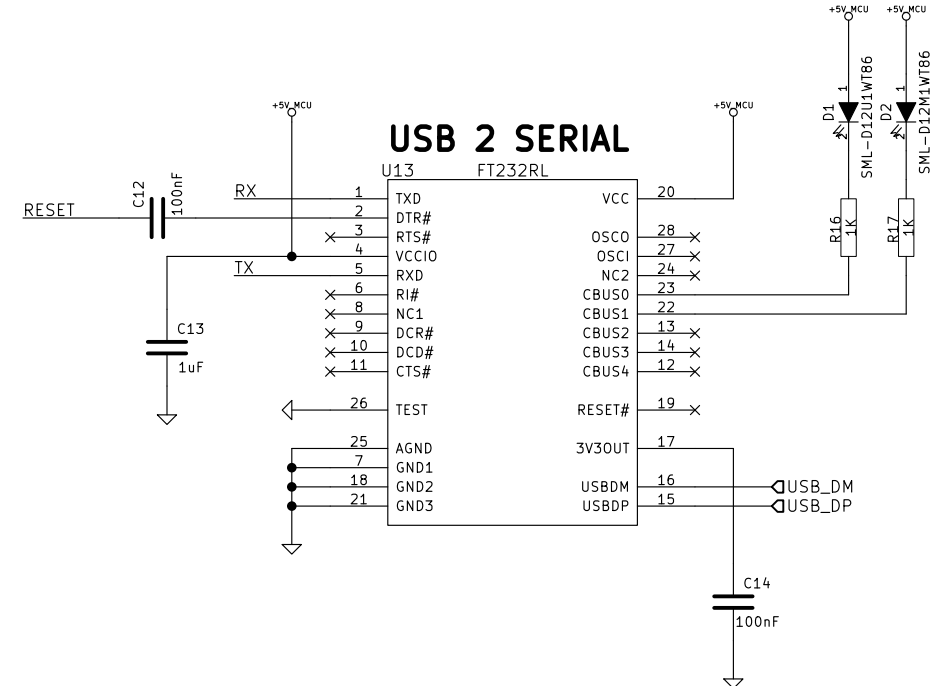 +5V_MCU +5V_MCU
+5V_MCU +5V_MCU
USB 2 SERIAL
U13 FT232RL
D1 1 2 SML-D12U1WT86
D2 1 2 SML-D12M1WT86
C12 100nF
RESET
RX 1 TXD VCC 20
2 DTR#
3 RTS# OSCO 28
4 VCCIO OSCI 27
TX 5 RXD NC2 24
6 RI# CBUS0 23
8 NC1 CBUS1 22
9 DCR# CBUS2 13
10 DCD# CBUS3 14
11 CTS# CBUS4 12
R16 1K
R17 1K
C13
1uF
26 TEST RESET# 19
25 AGND 3V3OUT 17
7 GND1
18 GND2 USBDM 16 USB_DM
21 GND3 USBDP 15 USB_DP
C14
100nF